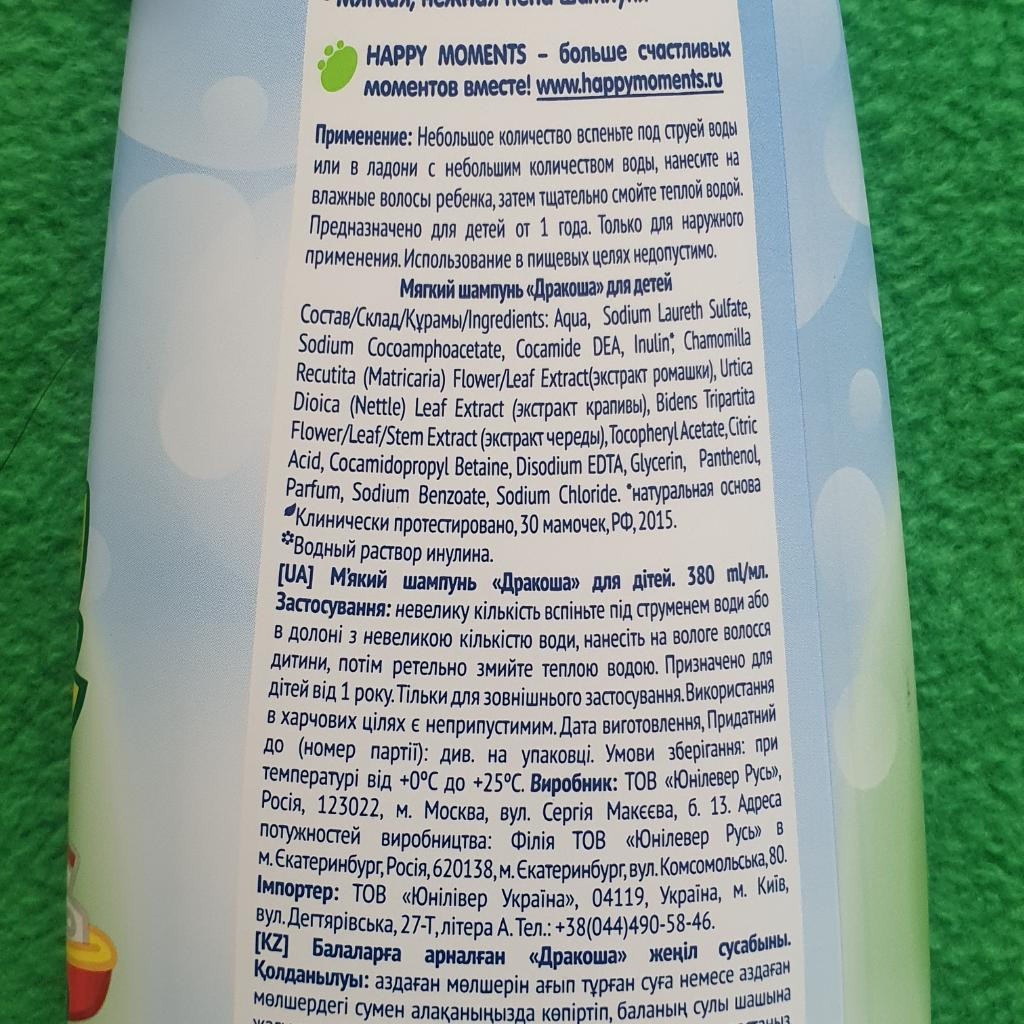 • Мягкая, нежная пена шампуня
HAPPY MOMENTS – больше счастливых
моментов вместе! www.happymoments.ru
Применение: Небольшое количество вспеньте под струей воды
или в ладони с небольшим количеством воды, нанесите на
влажные волосы ребенка, затем тщательно смойте теплой водой.
Предназначено для детей от 1 года. Только для наружного
применения. Использование в пищевых целях недопустимо.
Мягкий шампунь «Дракоша» для детей
Состав/Склад/Құрамы/Ingredients: Aqua, Sodium Laureth Sulfate,
Sodium Cocoamphoacetate, Cocamide DEA, Inulin*, Chamomilla
Recutita (Matricaria) Flower/Leaf Extract(экстракт ромашки), Urtica
Dioica (Nettle) Leaf Extract (экстракт крапивы), Bidens Tripartita
Flower/Leaf/Stem Extract (экстракт череды), Tocopheryl Acetate, Citric
Acid, Cocamidopropyl Betaine, Disodium EDTA, Glycerin, Panthenol,
Parfum, Sodium Benzoate, Sodium Chloride. *натуральная основа
Клинически протестировано, 30 мамочек, РФ, 2015.
*Водный раствор инулина.
[UA] М'який шампунь «Дракоша» для дітей. 380 ml/мл.
Застосування: невелику кількість вспіньте під струменем води або
в долоні з невеликою кількістю води, нанесіть на вологе волосся
дитини, потім ретельно змийте теплою водою. Призначено для
дітей від 1 року. Тільки для зовнішнього застосування. Використання
в харчових цілях є неприпустимим. Дата виготовлення, Придатний
до (номер партії): див. на упаковці. Умови зберігання: при
температурі від +0°С до +25°С. Виробник: ТОВ «Юнілевер Русь»,
Росія, 123022, м. Москва, вул. Сергія Макєєва, б. 13. Адреса
потужностей виробництва: Філія ТОВ «Юнілевер Русь» в
м. Єкатеринбург, Росія, 620138, м. Єкатеринбург, вул. Комсомольська, 80.
Імпортер: ТОВ «Юнілівер Україна», 04119, Україна, м. Київ,
вул. Дегтярівська, 27-Т, літера А. Тел.: +38(044)490-58-46.
[KZ] Балаларға арналған «Дракоша» жеңіл сусабыны.
Қолданылуы: аздаған мөлшерін ағып тұрған суға немесе аздаған
мөлшердегі сумен алақаныңызда көпіртіп, баланың сулы шашына